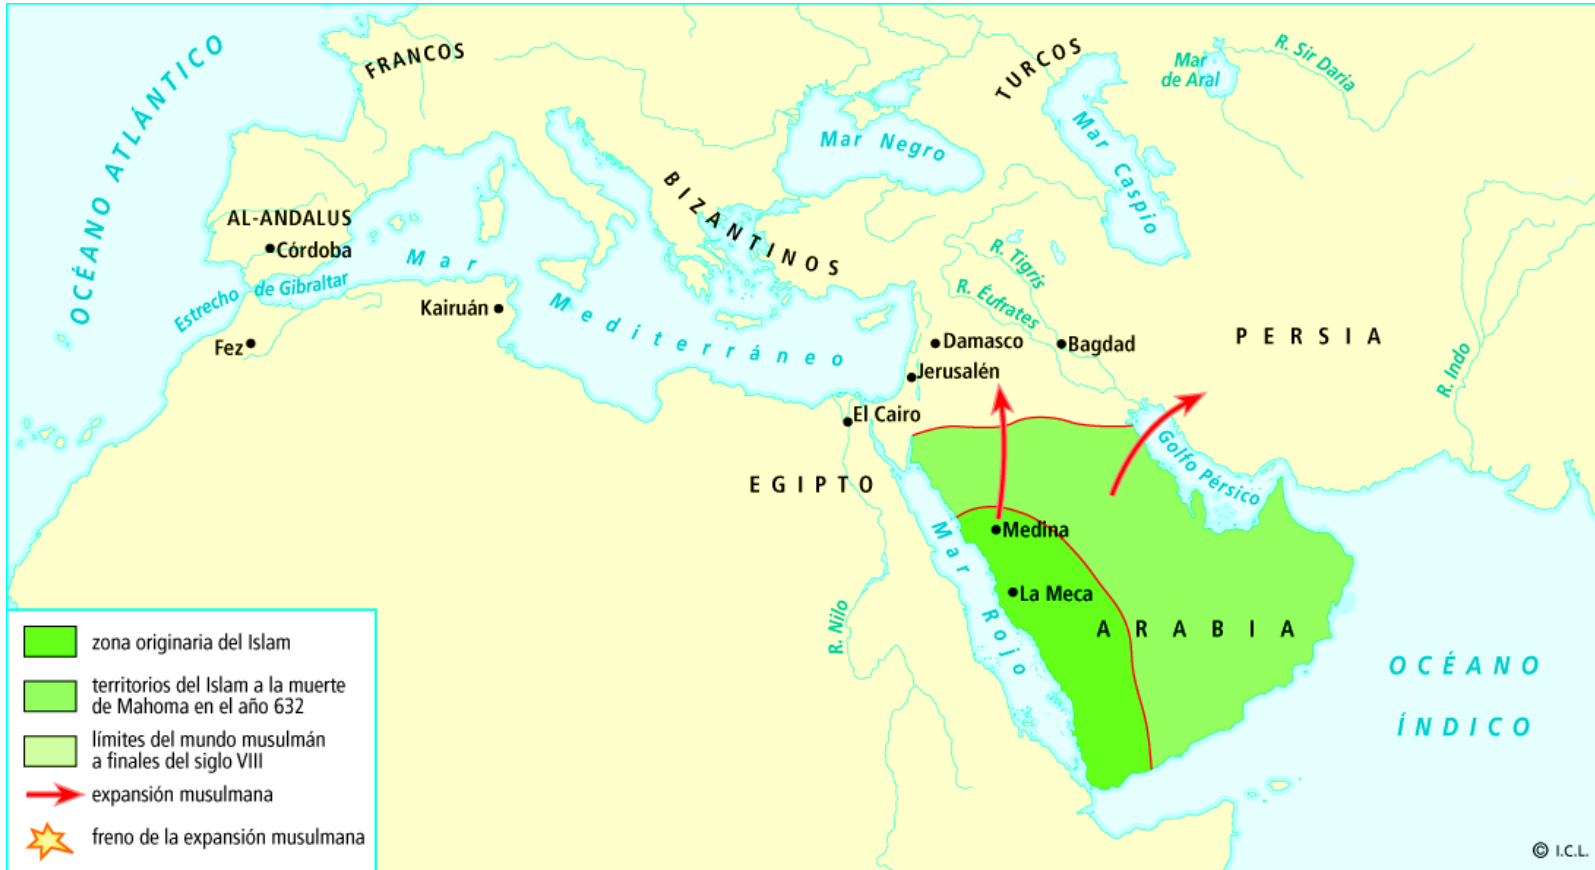 FRANCOS
TURCOS
Mar
de Aral
R. Sir Daria
OCÉANO ATLÁNTICO
Mar Negro
Mar Caspio
BIZANTINOS
AL-ANDALUS
Córdoba
Mar
Mediterráneo
Estrecho de Gibraltar
Kairuán
Fez
R. Tigris
R. Éufrates
Damasco
Bagdad
PERSIA
R. Indo
Jerusalén
El Cairo
EGIPTO
Golfo Pérsico
Medina
La Meca
Mar Rojo
ARABIA
R. Nilo
OCÉANO
ÍNDICO
zona originaria del Islam
territorios del Islam a la muerte
de Mahoma en el año 632
límites del mundo musulmán
a finales del siglo VIII
expansión musulmana
freno de la expansión musulmana
© I.C.L.